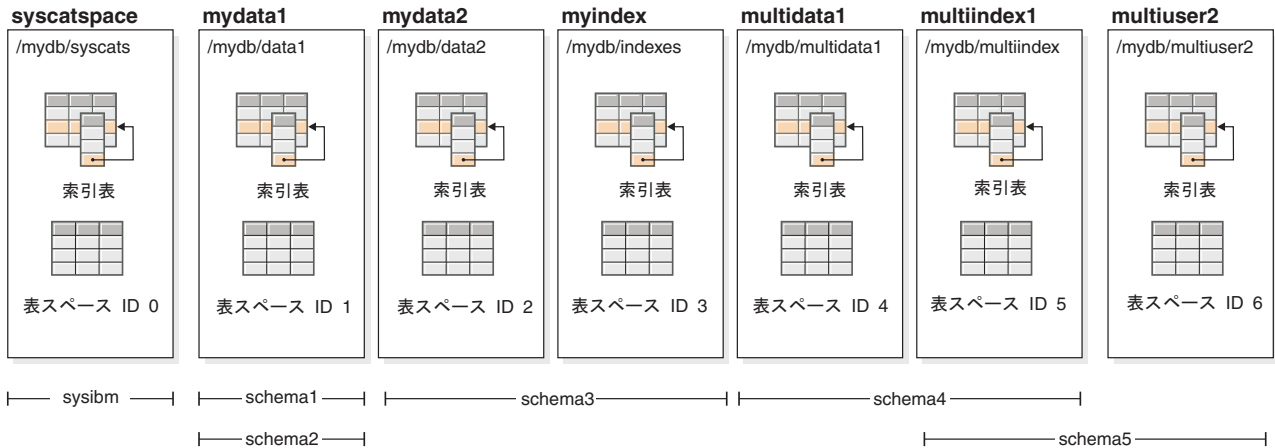 syscatspace
mydata1
mydata2
myindex
multidata1
multiindex1
multiuser2
/mydb/syscats
/mydb/data1
/mydb/data2
/mydb/indexes
/mydb/multidata1
/mydb/multiindex
/mydb/multiuser2
索引表
索引表
索引表
索引表
索引表
索引表
索引表
表スペース ID 0
表スペース ID 1
表スペース ID 2
表スペース ID 3
表スペース ID 4
表スペース ID 5
表スペース ID 6
sysibm
schema1
schema3
schema4
schema2
schema5